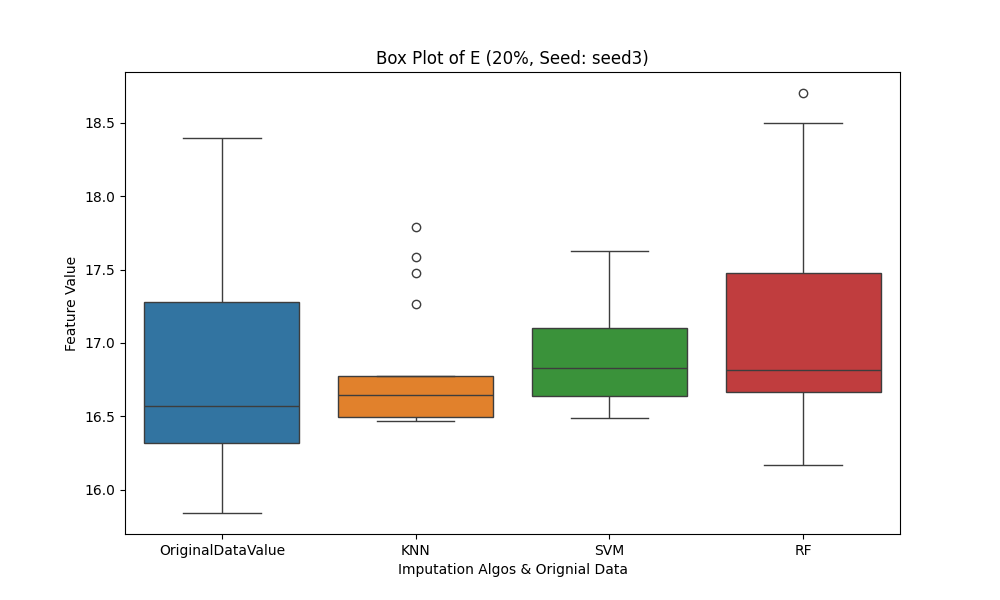 Box Plot of E (20%, Seed: seed3)
Feature Value
18.5
18.0
17.5
17.0
16.5
16.0
OriginalDataValue KNN SVM RF
Imputation Algos & Orignial Data